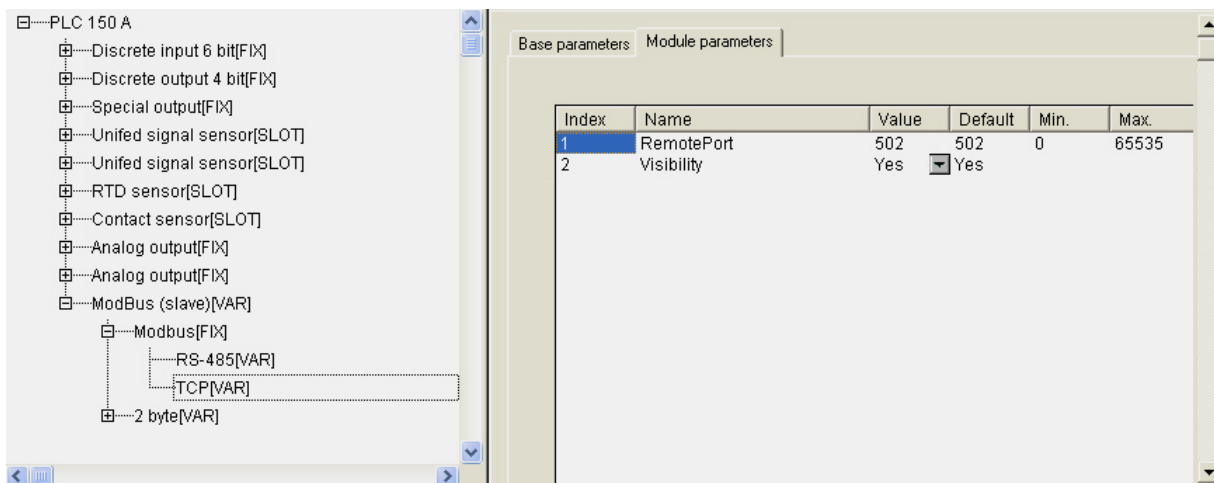 PLC 150 A
Discrete input 6 bit[FIX]
Discrete output 4 bit[FIX]
Special output[FIX]
Unifed signal sensor[SLOT]
Unifed signal sensor[SLOT]
RTD sensor[SLOT]
Contact sensor[SLOT]
Analog output[FIX]
Analog output[FIX]
ModBus (slave)[VAR]
Modbus[FIX]
RS-485[VAR]
TCP[VAR]
2 byte[VAR]
Base parameters Module parameters
Index Name Value Default Min. Max.
1 RemotePort 502 502 0 65535
2 Visibility Yes Yes